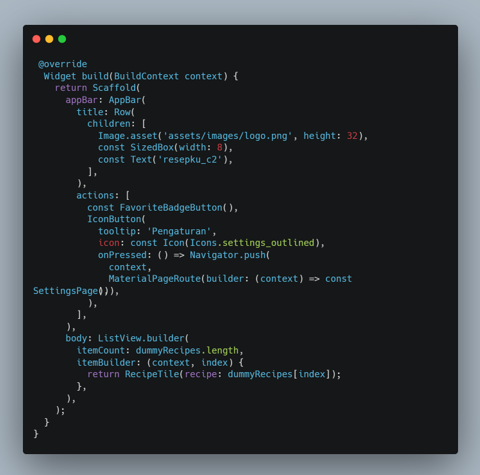 @override
  Widget build(BuildContext context) {
    return Scaffold(
      appBar: AppBar(
        title: Row(
          children: [
            Image.asset('assets/images/logo.png', height: 32),
            const SizedBox(width: 8),
            const Text('resepku_c2'),
          ],
        ),
        actions: [
          const FavoriteBadgeButton(),
          IconButton(
            tooltip: 'Pengaturan',
            icon: const Icon(Icons.settings_outlined),
            onPressed: () => Navigator.push(
              context,
              MaterialPageRoute(builder: (context) => const
SettingsPage()),
            ),
          ),
        ],
      ),
      body: ListView.builder(
        itemCount: dummyRecipes.length,
        itemBuilder: (context, index) {
          return RecipeTile(recipe: dummyRecipes[index]);
        },
      ),
    );
  }
}